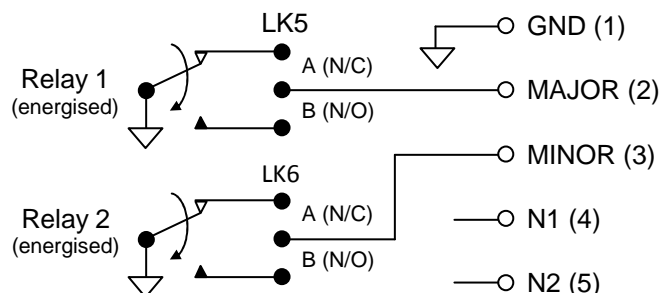 LK5
GND (1)
A (N/C)
Relay 1
(energised)
MAJOR (2)
B (N/O)
MINOR (3)
LK6
A (N/C)
Relay 2
(energised)
N1 (4)
B (N/O)
N2 (5)